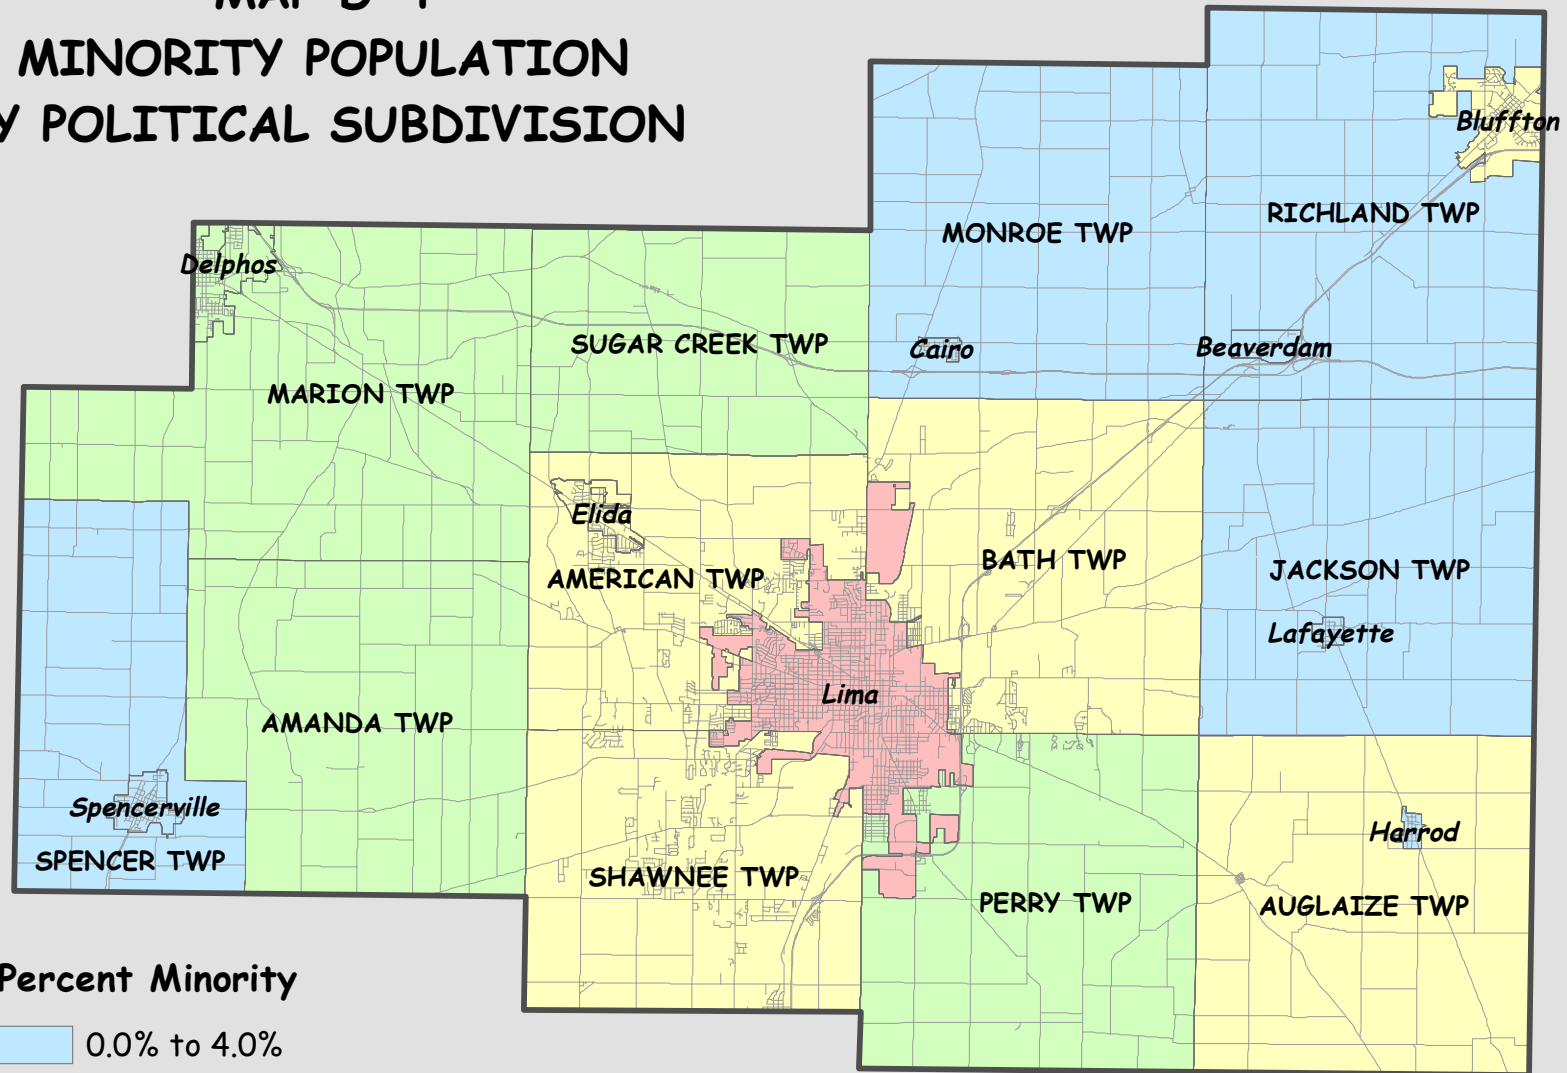 MINORITY POPULATION
Y POLITICAL SUBDIVISION
Bluffton
RICHLAND TWP
MONROE TWP
Delphos
SUGAR CREEK TWP
Cairo
Beaverdam
MARION TWP
Elida
AMERICAN TWP
BATH TWP
JACKSON TWP
Lafayette
Lima
AMANDA TWP
Spencerville
Harrod
SPENCER TWP
SHAWNEE TWP
PERRY TWP
AUGLAIZE TWP
Percent Minority
0.0% to 4.0%